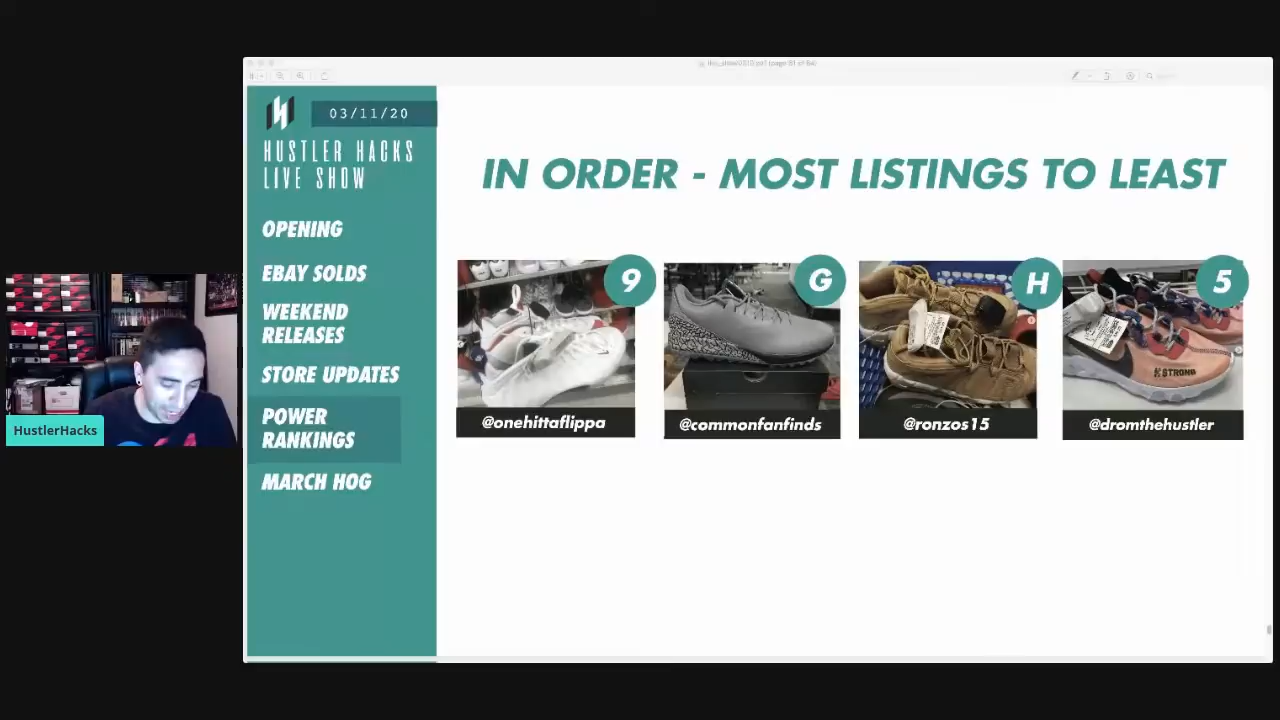 03/11/20
HUSTLER HACKS
LIVE SHOW
OPENING
EBAY SOLDS
WEEKEND
RELEASES
STORE UPDATES
POWER
RANKINGS
MARCH HOG
IN ORDER - MOST LISTINGS TO LEAST
9
G
H
5
K STRONG
@onehittaflippa
@commonfanfinds
@ronzos15
@dromthehustler
HustlerHacks